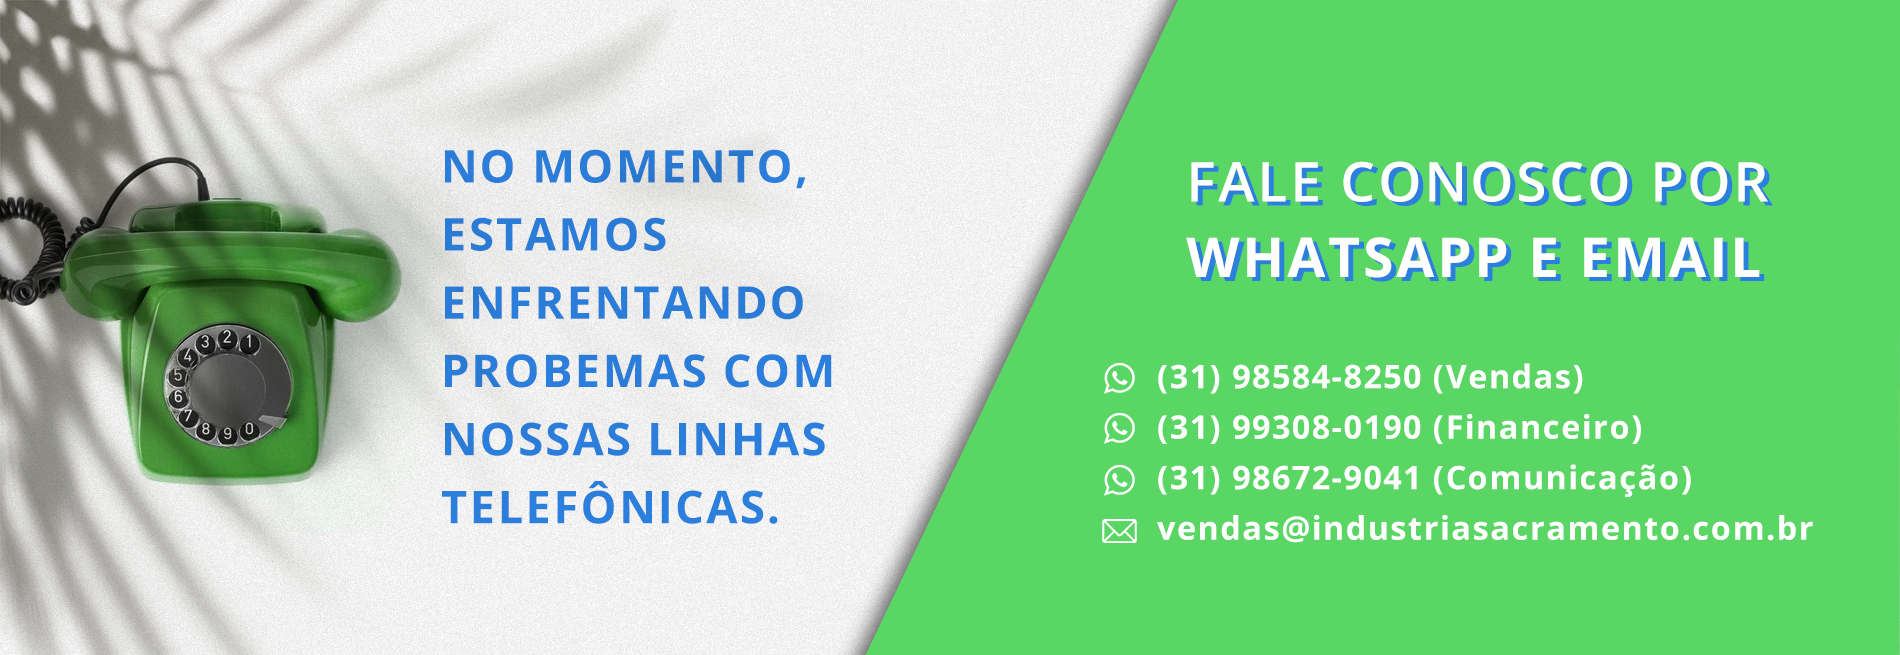 NO MOMENTO,
ESTAMOS
ENFRENTANDO
PROBEMAS COM
NOSSAS LINHAS
TELEFÔNICAS.
1
2
3
4
5
6
7
8
9
0
FALE CONOSCO POR
WHATSAPP E EMAIL
(31) 98584-8250 (Vendas)
(31) 99308-0190 (Financeiro)
(31) 98672-9041 (Comunicação)
vendas@industriasacramento.com.br